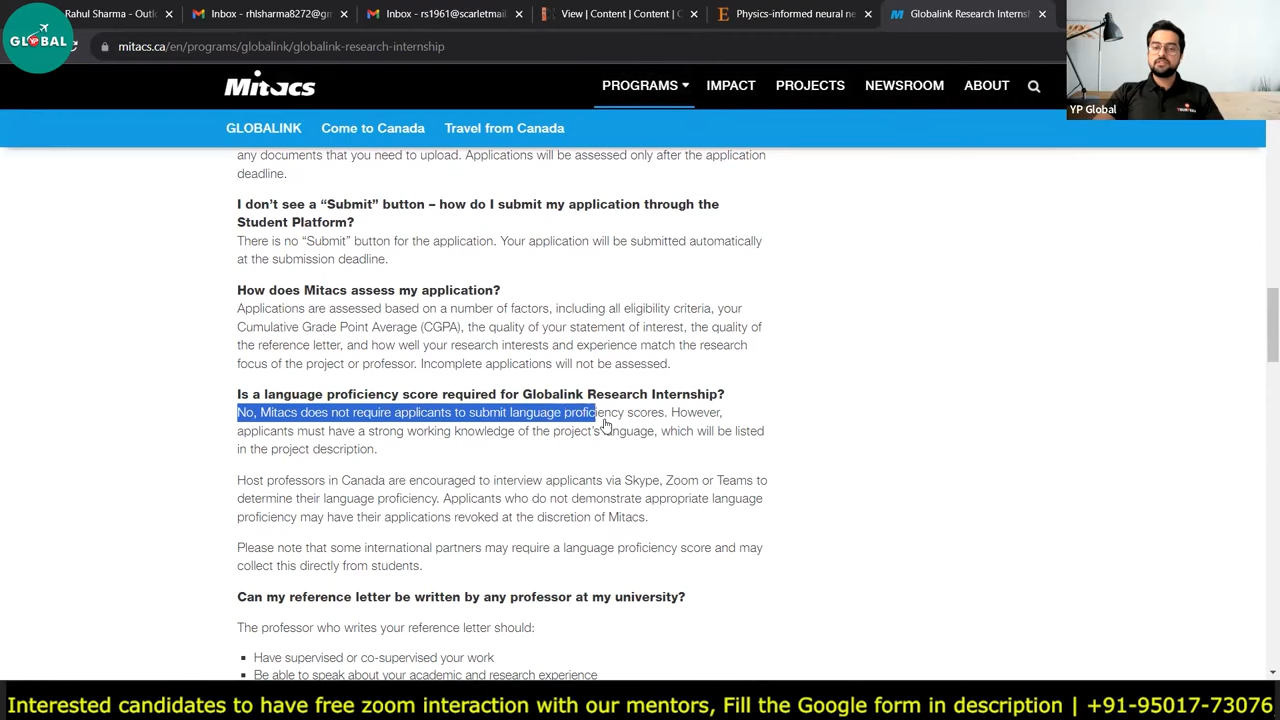 Rahul Sharma - Outl
Inbox - rhlsharma8272@gm
Inbox - rs1961@scarletmail
View | Content | Content | C
Physics-informed neural ne
Globalink Research Internsh
GLOBAL
mitacs.ca/en/programs/globalink/globalink-research-internship
Mitacs
PROGRAMS IMPACT PROJECTS NEWSROOM ABOUT
YP Global
GLOBALINK Come to Canada Travel from Canada
any documents that you need to upload. Applications will be assessed only after the application
deadline.
I don't see a “Submit” button – how do I submit my application through the
Student Platform?
There is no “Submit” button for the application. Your application will be submitted automatically
at the submission deadline.
How does Mitacs assess my application?
Applications are assessed based on a number of factors, including all eligibility criteria, your
Cumulative Grade Point Average (CGPA), the quality of your statement of interest, the quality of
the reference letter, and how well your research interests and experience match the research
focus of the project or professor. Incomplete applications will not be assessed.
Is a language proficiency score required for Globalink Research Internship?
No, Mitacs does not require applicants to submit language proficiency scores. However,
applicants must have a strong working knowledge of the project's language, which will be listed
in the project description.
Host professors in Canada are encouraged to interview applicants via Skype, Zoom or Teams to
determine their language proficiency. Applicants who do not demonstrate appropriate language
proficiency may have their applications revoked at the discretion of Mitacs.
Please note that some international partners may require a language proficiency score and may
collect this directly from students.
Can my reference letter be written by any professor at my university?
The professor who writes your reference letter should:
Have supervised or co-supervised your work
Be able to speak about your academic and research experience
Interested candidates to have free zoom interaction with our mentors, Fill the Google form in description | +91-95017-73076